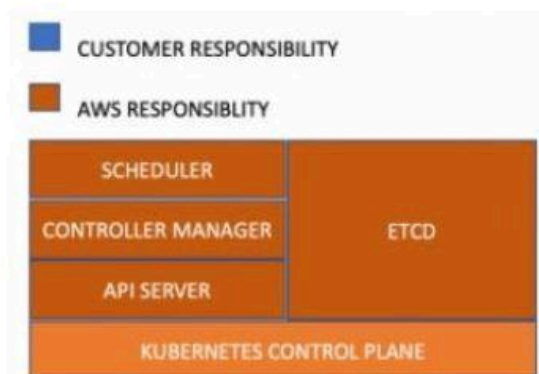 CUSTOMER RESPONSIBILITY
AWS RESPONSIBLITY
SCHEDULER
CONTROLLER MANAGER
ETCD
API SERVER
KUBERNETES CONTROL PLANE